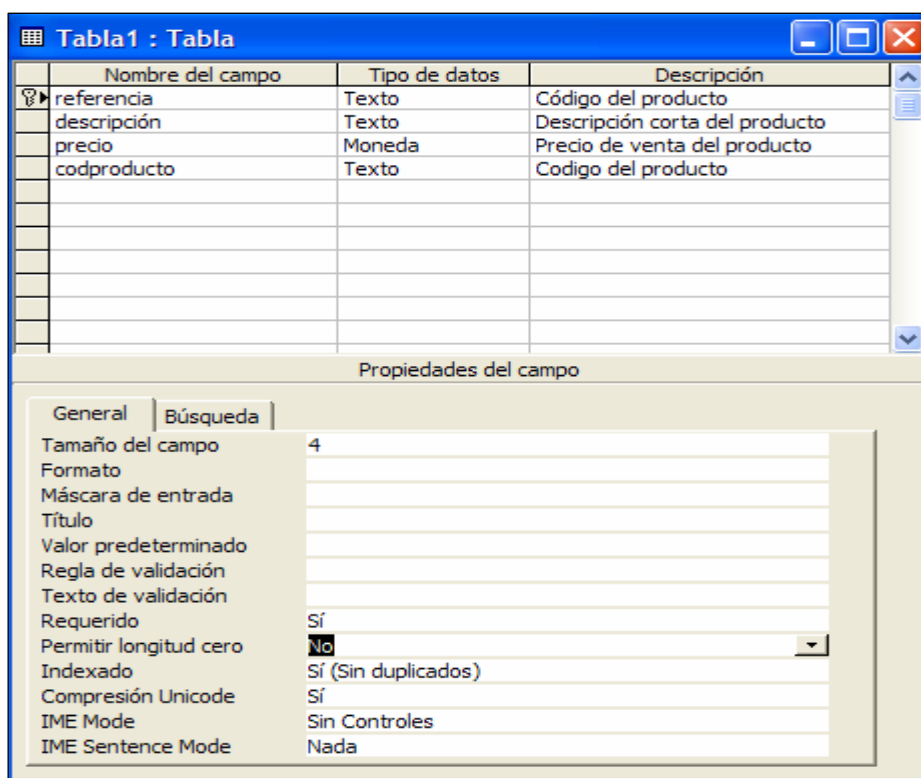 Tabla1 : Tabla
Nombre del campo Tipo de datos Descripción
referencia Texto Código del producto
descripción Texto Descripción corta del producto
precio Moneda Precio de venta del producto
codproducto Texto Codigo del producto
Propiedades del campo
General Búsqueda
Tamaño del campo 4
Formato
Máscara de entrada
Título
Valor predeterminado
Regla de validación
Texto de validación
Requerido Sí
Permitir longitud cero No
Indexado Sí (Sin duplicados)
Compresión Unicode Sí
IME Mode Sin Controles
IME Sentence Mode Nada